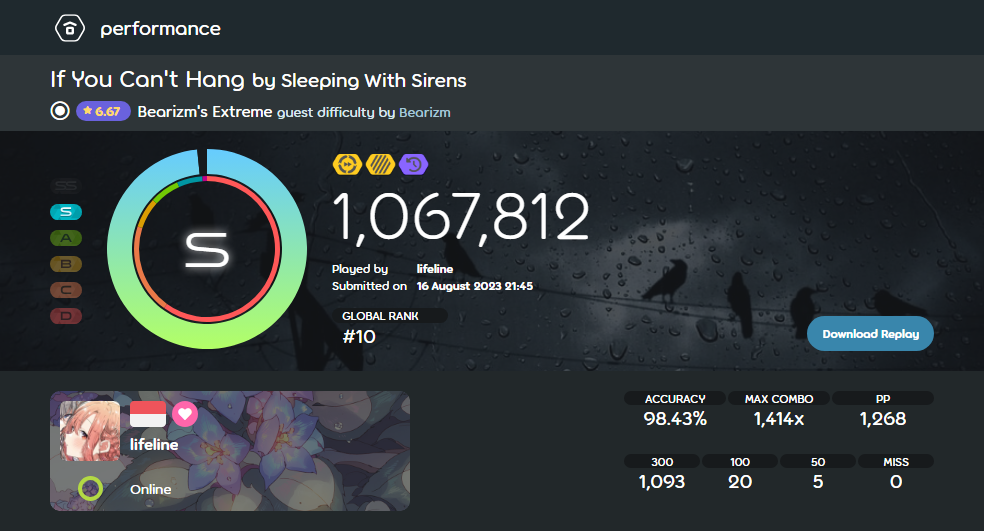 performance
If You Can't Hang by Sleeping With Sirens
6.67 Bearizm's Extreme guest difficulty by Bearizm
SS
S
A
B
C
D
S
1,067,812
Played by lifeline
Submitted on 16 August 2023 21:45
GLOBAL RANK
#10
Download Replay
lifeline
Online
ACCURACY MAX COMBO PP
98.43% 1,414x 1,268
300 100 50 MISS
1,093 20 5 0